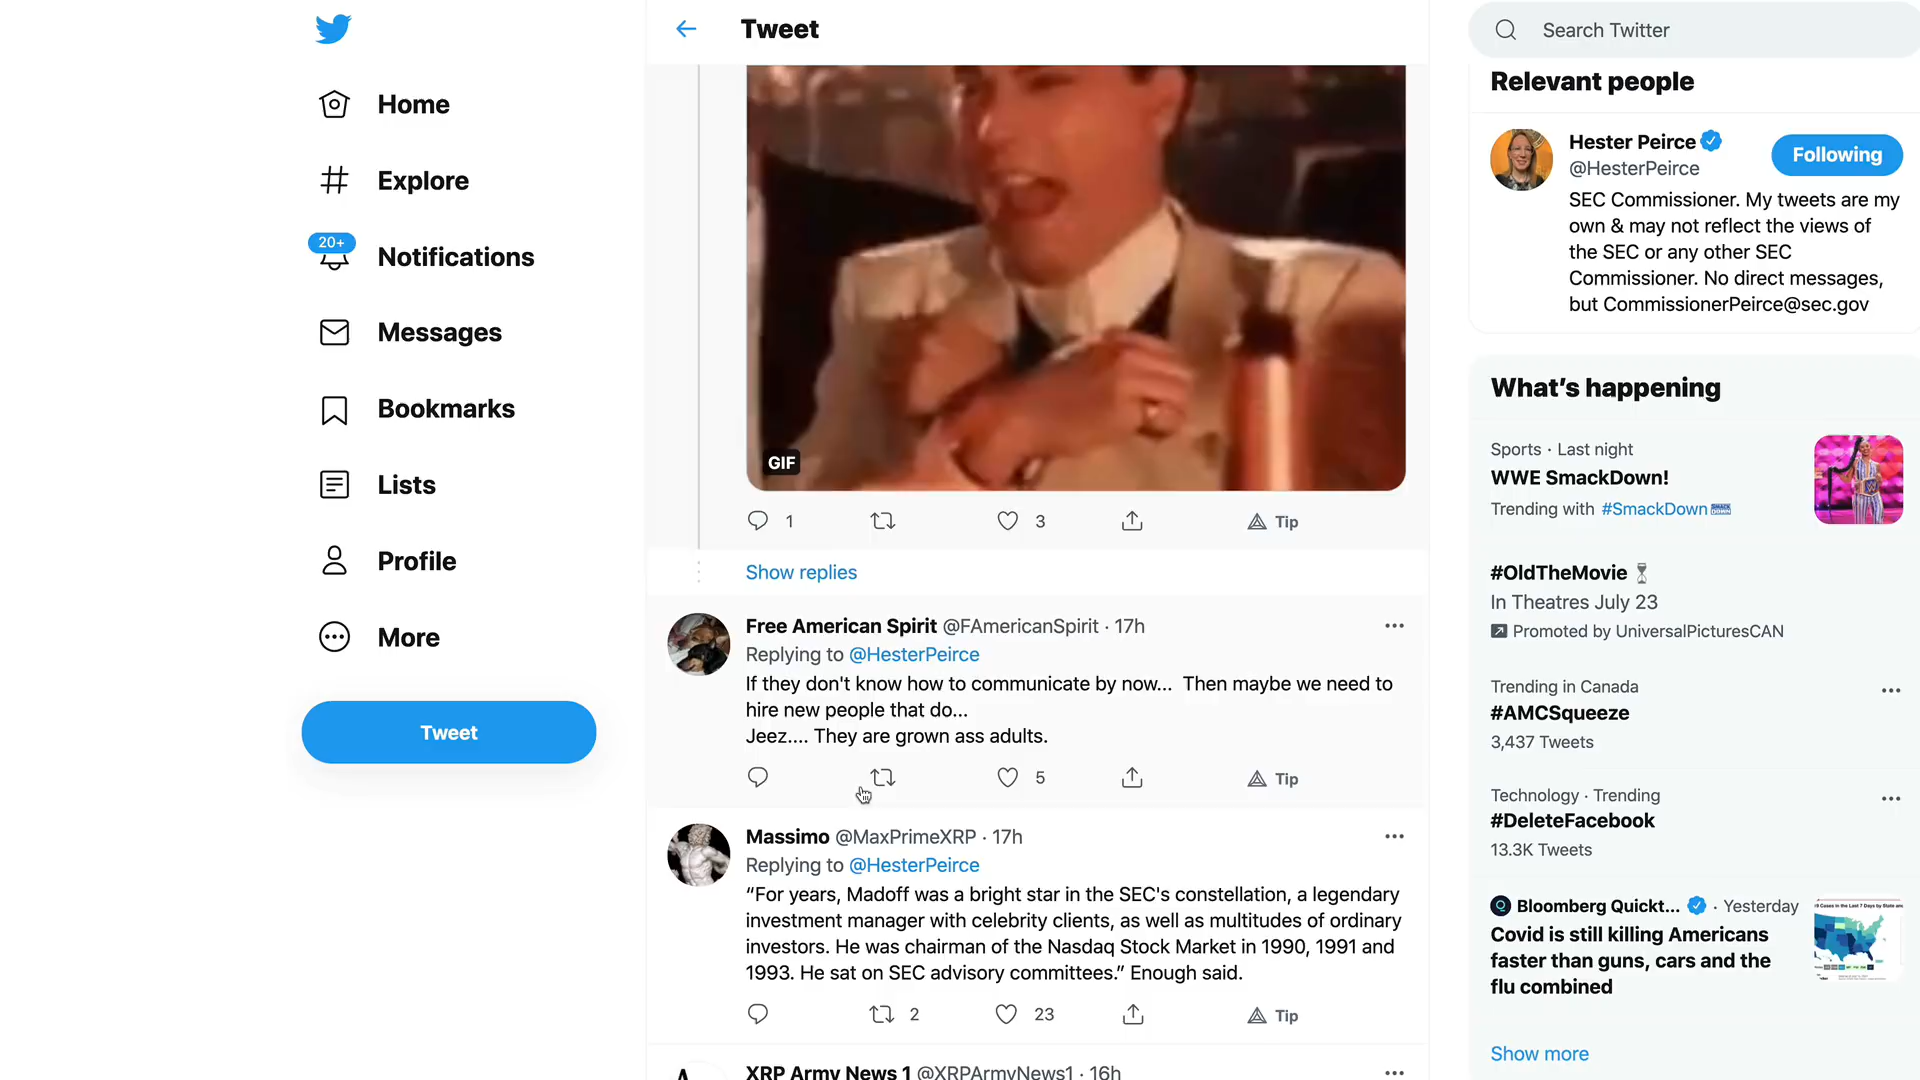 Home
Explore
20+
Notifications
Messages
Bookmarks
Lists
Profile
More
Tweet
Tweet
GIF
1
3
Tip
Show replies
Free American Spirit @FAmericanSpirit · 17h
Replying to @HesterPeirce
If they don't know how to communicate by now... Then maybe we need to
hire new people that do...
Jeez.... They are grown ass adults.
5
Tip
Massimo @MaxPrimeXRP · 17h
Replying to @HesterPeirce
“For years, Madoff was a bright star in the SEC's constellation, a legendary
investment manager with celebrity clients, as well as multitudes of ordinary
investors. He was chairman of the Nasdaq Stock Market in 1990, 1991 and
1993. He sat on SEC advisory committees.” Enough said.
2
23
Tip
XRP Army News 1 @XRPArmyNews1 · 16h
Search Twitter
Relevant people
Hester Peirce
@HesterPeirce
Following
SEC Commissioner. My tweets are my
own & may not reflect the views of
the SEC or any other SEC
Commissioner. No direct messages,
but CommissionerPeirce@sec.gov
What’s happening
Sports · Last night
WWE SmackDown!
Trending with #SmackDown
#OldTheMovie
In Theatres July 23
Promoted by UniversalPicturesCAN
Trending in Canada
#AMCSqueeze
3,437 Tweets
Technology · Trending
#DeleteFacebook
13.3K Tweets
Bloomberg Quickt... · Yesterday
Covid is still killing Americans
faster than guns, cars and the
flu combined
Show more